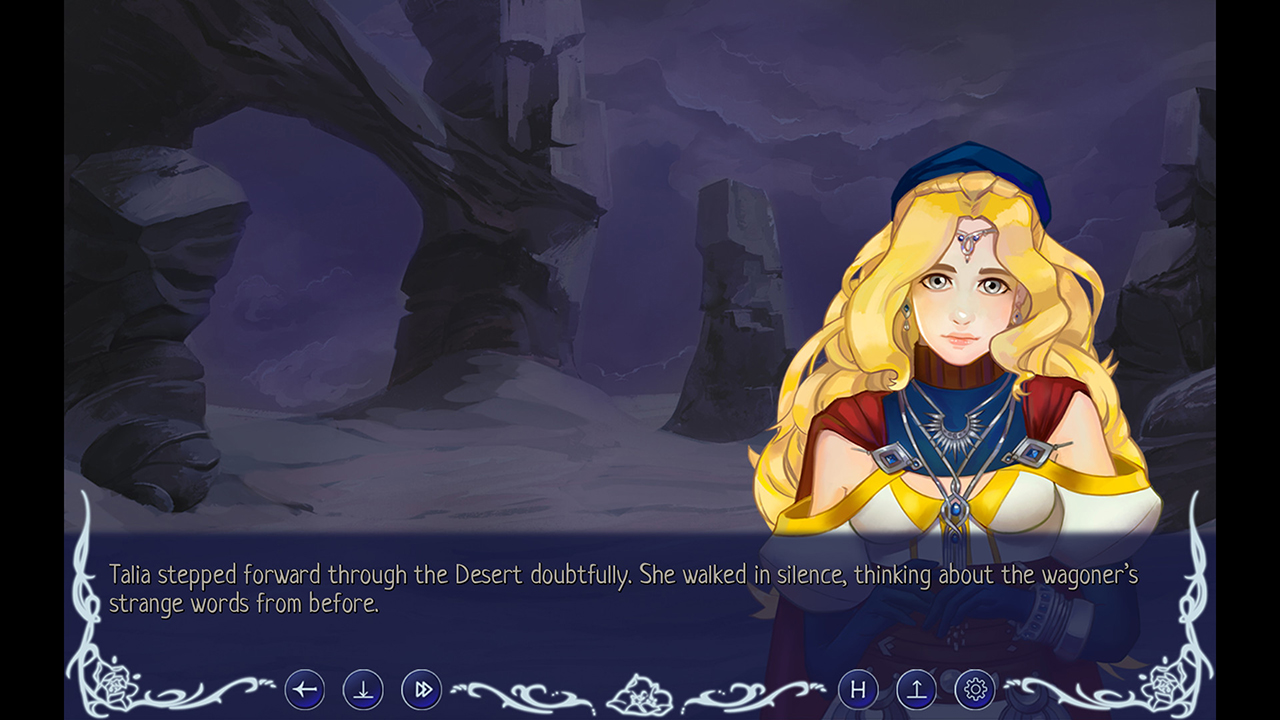 Talia stepped forward through the Desert doubtfully. She walked in silence, thinking about the wagoner's
strange words from before.
H